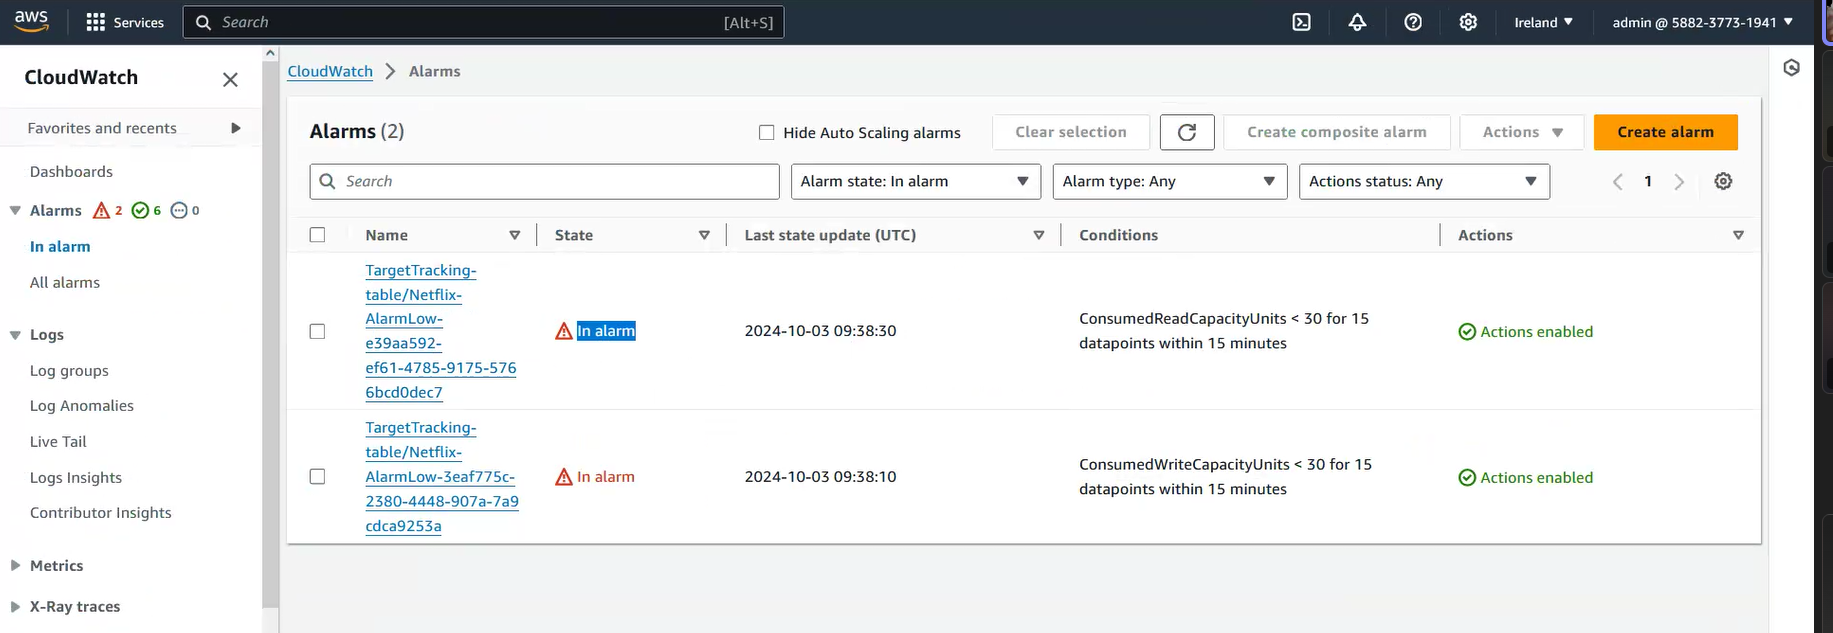 aws
Services
Search
[Alt+S]
Ireland
admin @ 5882-3773-1941
CloudWatch
Favorites and recents
Dashboards
Alarms 2 6 0
In alarm
All alarms
Logs
Log groups
Log Anomalies
Live Tail
Logs Insights
Contributor Insights
Metrics
X-Ray traces
CloudWatch > Alarms
Alarms (2)
Hide Auto Scaling alarms
Clear selection
Create composite alarm
Actions
Create alarm
Search
Alarm state: In alarm
Alarm type: Any
Actions status: Any
1
Name
State
Last state update (UTC)
Conditions
Actions
TargetTracking-
table/Netflix-
AlarmLow-
e39aa592-
ef61-4785-9175-576
6bcd0dec7
In alarm
2024-10-03 09:38:30
ConsumedReadCapacityUnits < 30 for 15
datapoints within 15 minutes
Actions enabled
TargetTracking-
table/Netflix-
AlarmLow-3eaf775c-
2380-4448-907a-7a9
cdca9253a
In alarm
2024-10-03 09:38:10
ConsumedWriteCapacityUnits < 30 for 15
datapoints within 15 minutes
Actions enabled